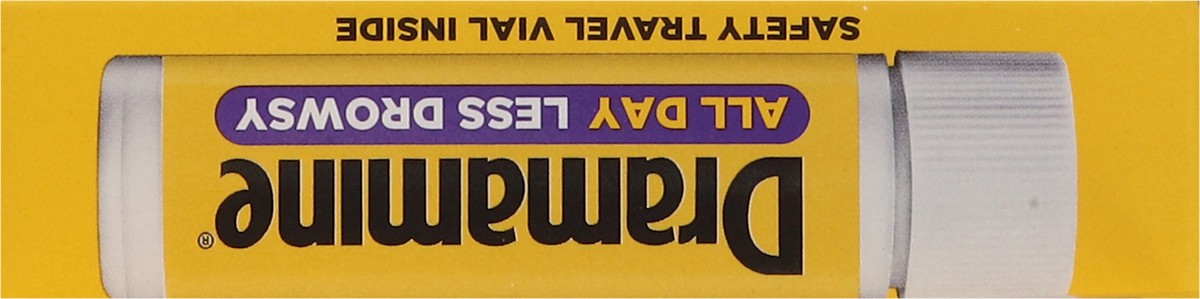 Dramamine®
ALL DAY LESS DROWSY
SAFETY TRAVEL VIAL INSIDE